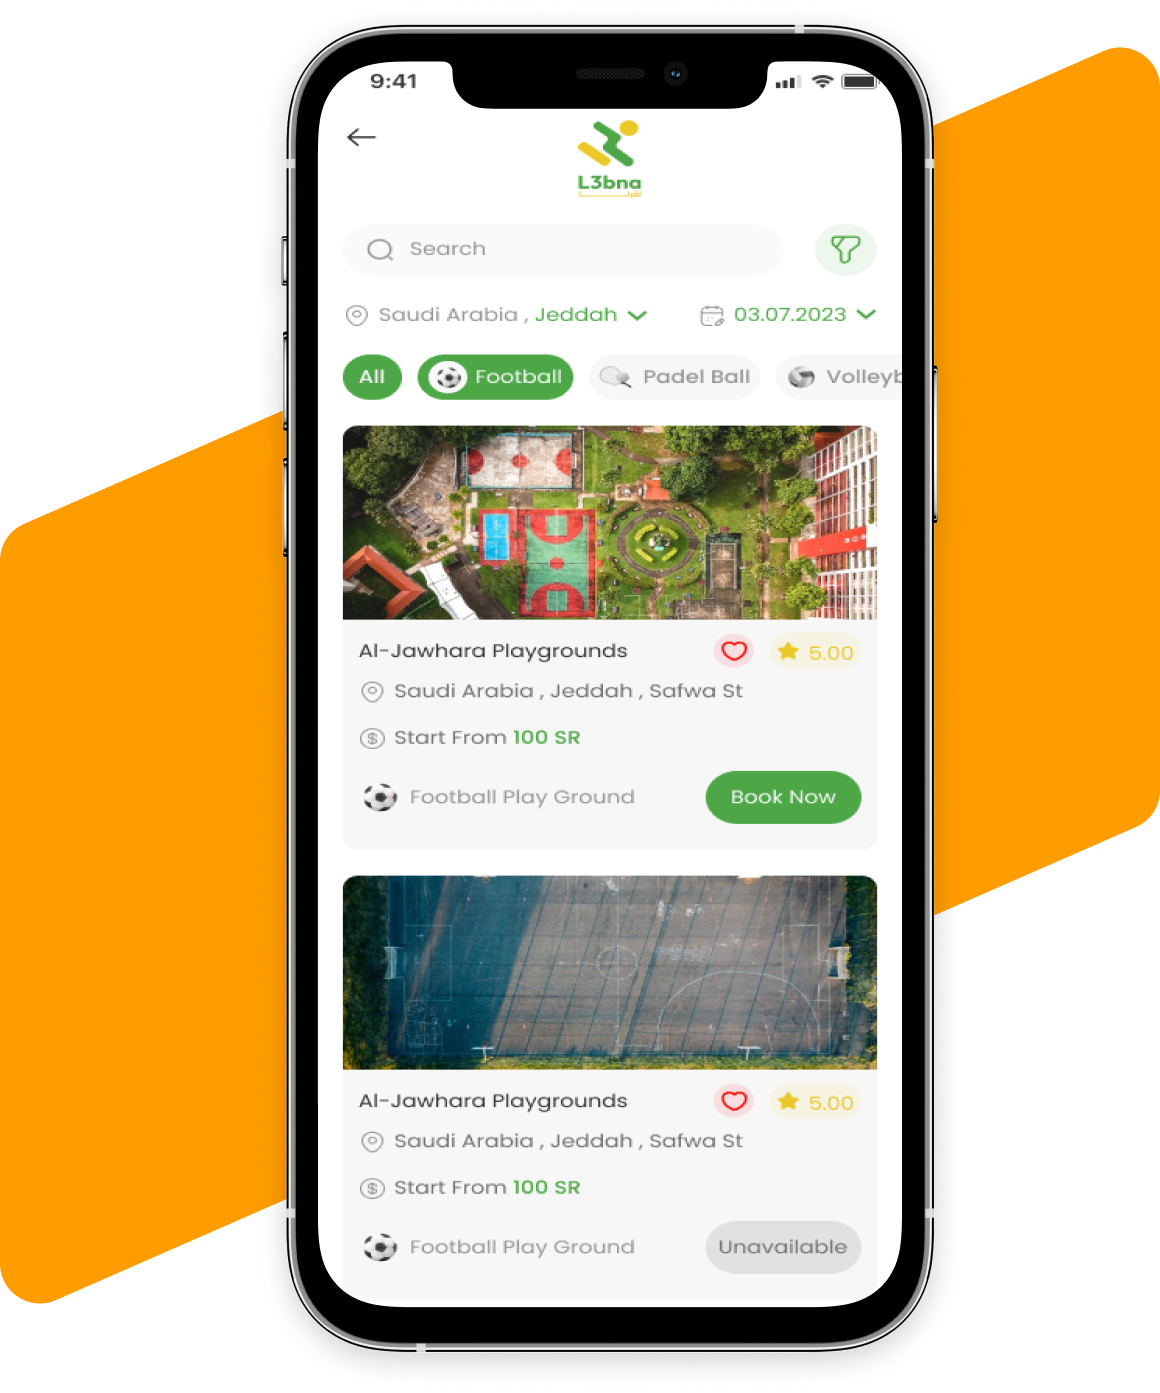 9:41
L3bna
Search
Saudi Arabia , Jeddah
03.07.2023
All
Football
Padel Ball
Volleyb
Al-Jawhara Playgrounds
5.00
Saudi Arabia , Jeddah , Safwa St
Start From 100 SR
Football Play Ground
Book Now
Al-Jawhara Playgrounds
5.00
Saudi Arabia , Jeddah , Safwa St
Start From 100 SR
Football Play Ground
Unavailable